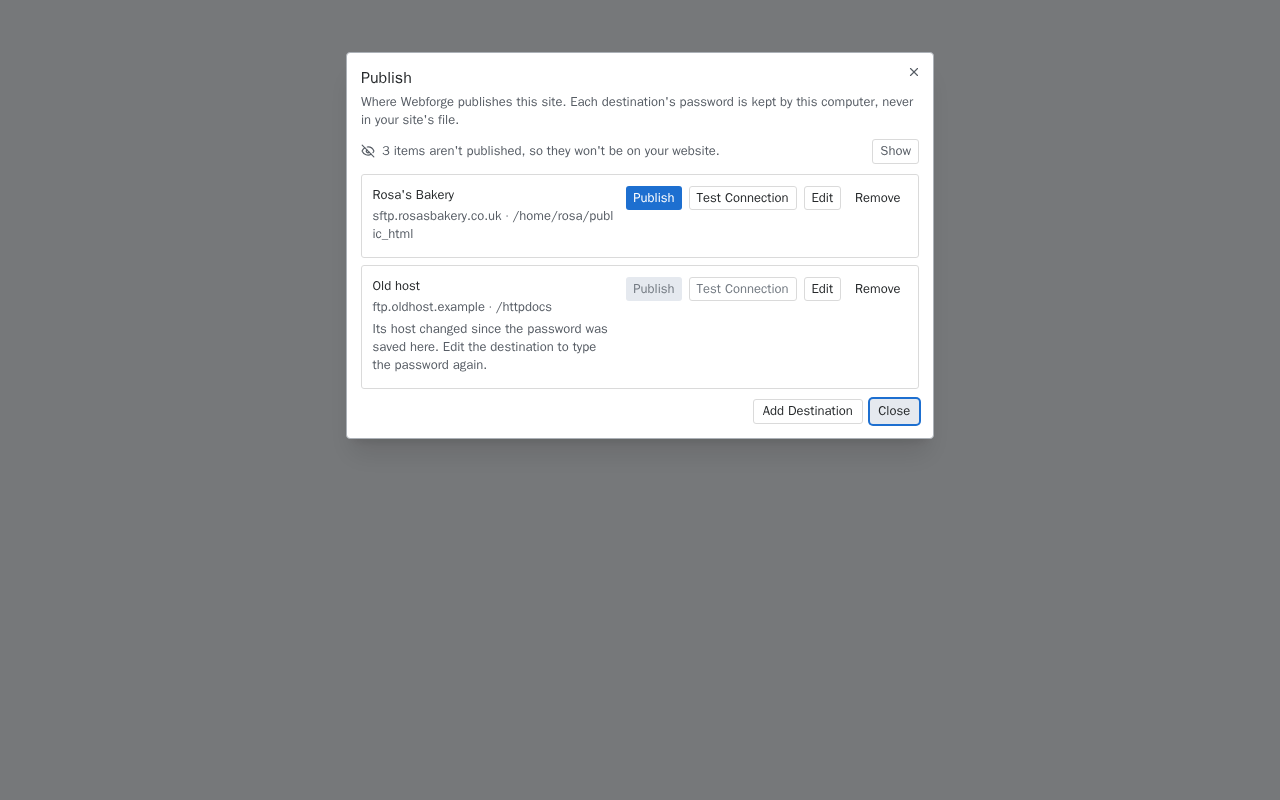 Publish
Where Webforge publishes this site. Each destination's password is kept by this computer, never
in your site's file.
3 items aren't published, so they won't be on your website.
Show
Rosa's Bakery
Publish
Test Connection
Edit
Remove
sftp.rosasbakery.co.uk · /home/rosa/publ
ic_html
Old host
Publish
Test Connection
Edit
Remove
ftp.oldhost.example · /httpdocs
Its host changed since the password was
saved here. Edit the destination to type
the password again.
Add Destination
Close